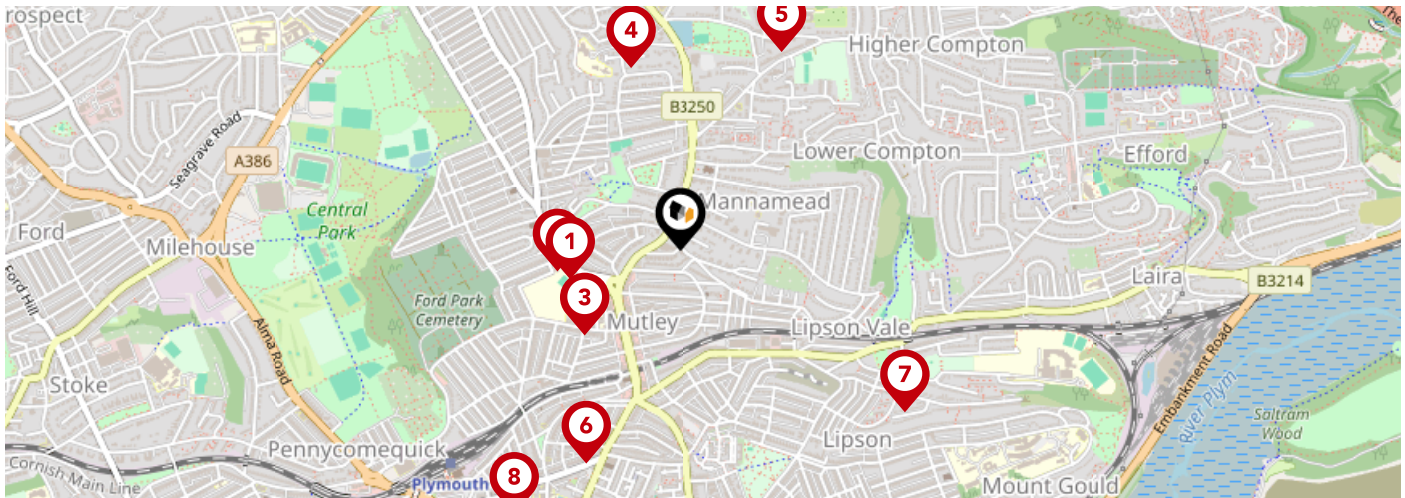 rospect
4
5
Higher Compton
The
B3250
Seagrave Road
A386
Lower Compton
Efford
Central
Park
Mannamead
Ford
Milehouse
1
Laira
B3214
Ford Hill
Ford Park
Cemetery
3
Mutley
Lipson Vale
Alma Road
Embankment Road
River Plym
Stoke
7
Saltram
Wood
6
Lipson
Pennycomequick
Cornish Main Line
8
Plymouth
Mount Gould